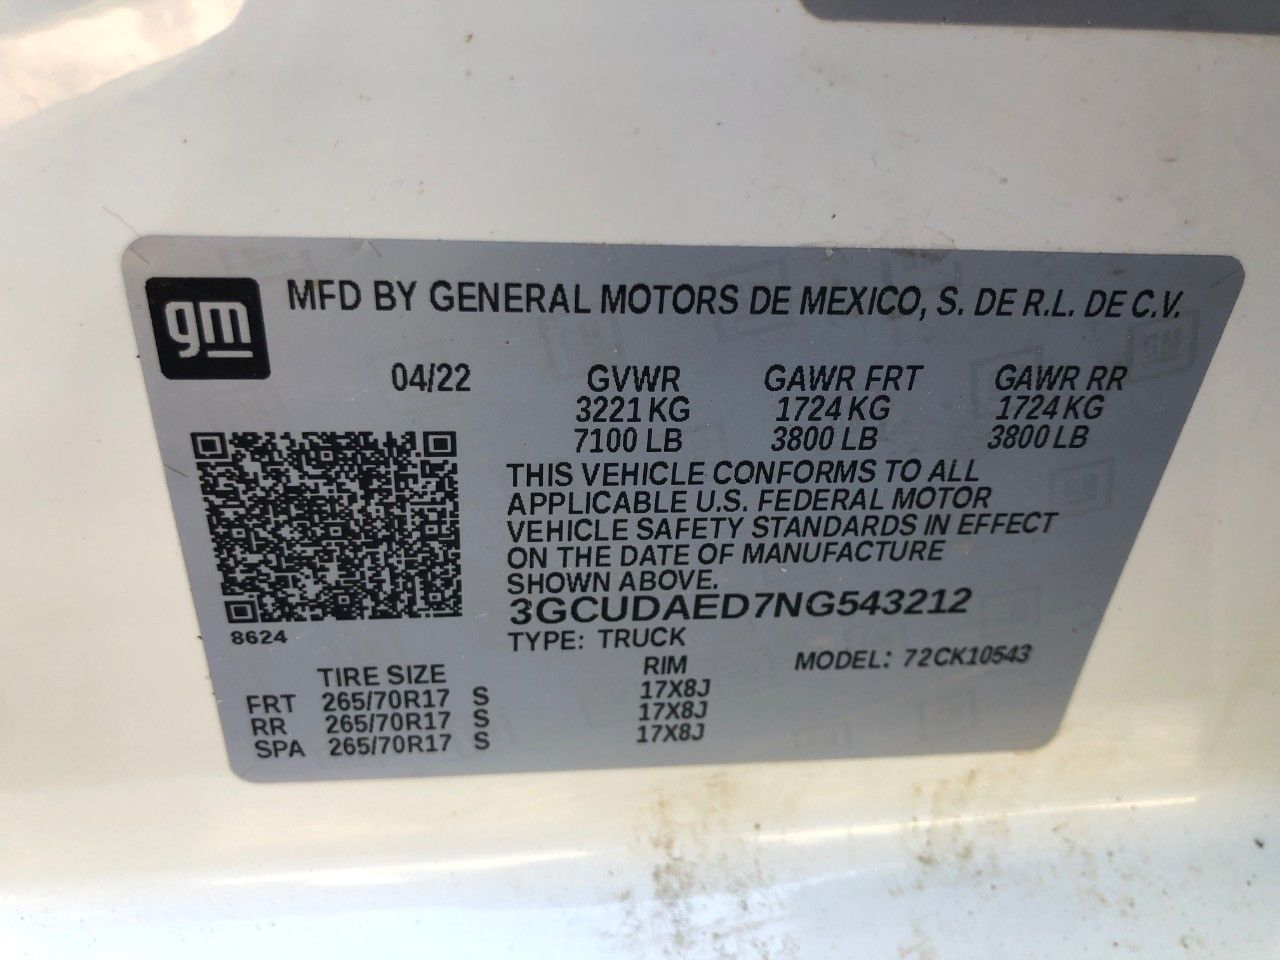 gm
MFD BY GENERAL MOTORS DE MEXICO, S. DE R.L. DE C.V.
04/22 GVWR GAWR FRT GAWR RR
3221 KG 1724 KG 1724 KG
7100 LB 3800 LB 3800 LB
THIS VEHICLE CONFORMS TO ALL
APPLICABLE U.S. FEDERAL MOTOR
VEHICLE SAFETY STANDARDS IN EFFECT
ON THE DATE OF MANUFACTURE
SHOWN ABOVE.
3GCUDAED7NG543212
8624
TYPE: TRUCK
TIRE SIZE RIM MODEL: 72CK10543
FRT 265/70R17 S 17X8J
RR 265/70R17 S 17X8J
SPA 265/70R17 S 17X8J